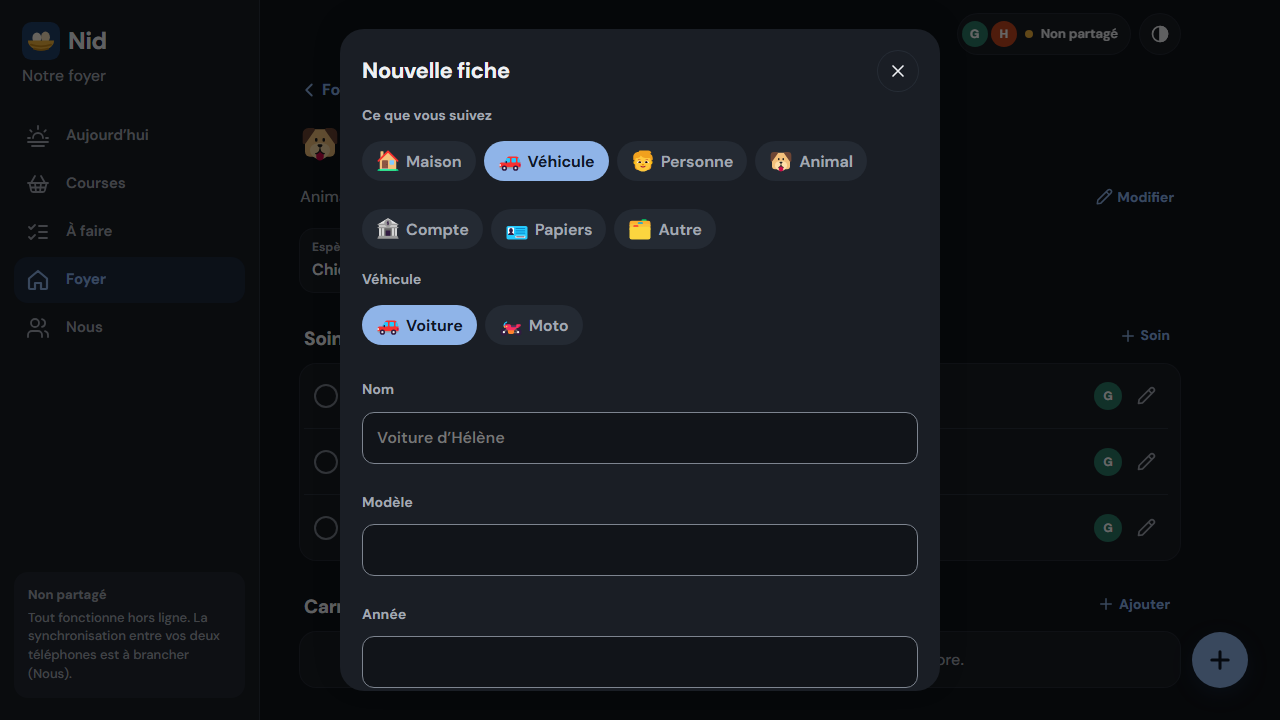 Nid
Notre foyer
Aujourd'hui
Courses
À faire
Foyer
Nous
Non partagé
Tout fonctionne hors ligne. La
synchronisation entre vos deux
téléphones est à brancher
(Nous).
G H Non partagé
Modifier
Soin
G
G
G
Ajouter
Nouvelle fiche
Ce que vous suivez
Maison Véhicule Personne Animal
Compte Papiers Autre
Véhicule
Voiture Moto
Nom
Voiture d'Hélène
Modèle
Année